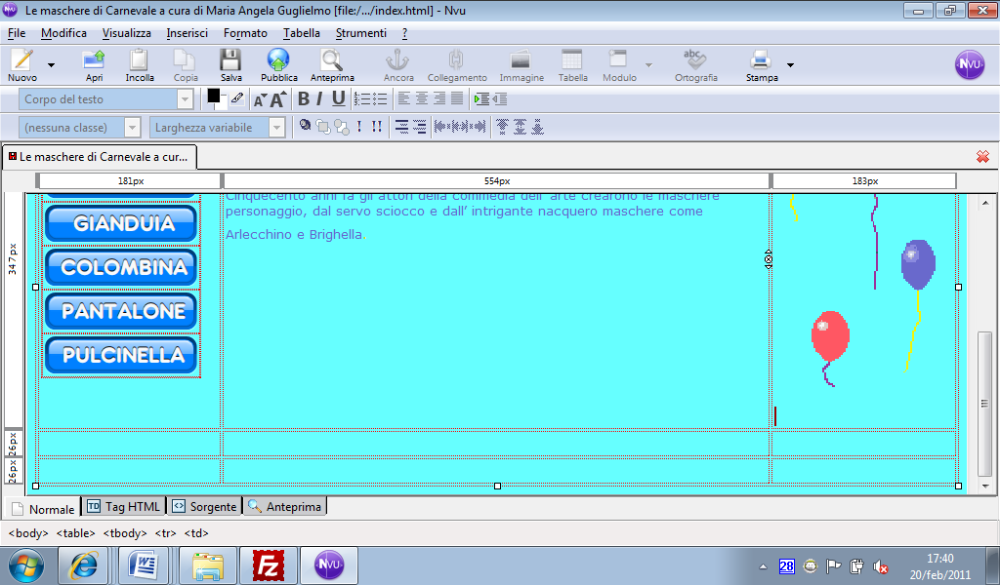 Le maschere di Carnevale a cura di Maria Angela Guglielmo [file:/.../index.html] - Nvu
File Modifica Visualizza Inserisci Formato Tabella Strumenti ?
Nuovo Apri Incolla Copia Salva Pubblica Anteprima Ancora Collegamento Immagine Tabella Modulo Ortografia Stampa NVU
Corpo del testo
(nessuna classe) Larghezza variabile
Le maschere di Carnevale a cur...
181px 554px 183px
Cinquecento anni fa gli attori della commedia dell' arte crearono le maschere
personaggio, dal servo sciocco e dall' intrigante nacquero maschere come
Arlecchino e Brighella.
347px
GIANDUIA
COLOMBINA
PANTALONE
PULCINELLA
26px
26px
Normale Tag HTML Sorgente Anteprima
<body> <table> <tbody> <tr> <td>
28 17:40
20/feb/2011